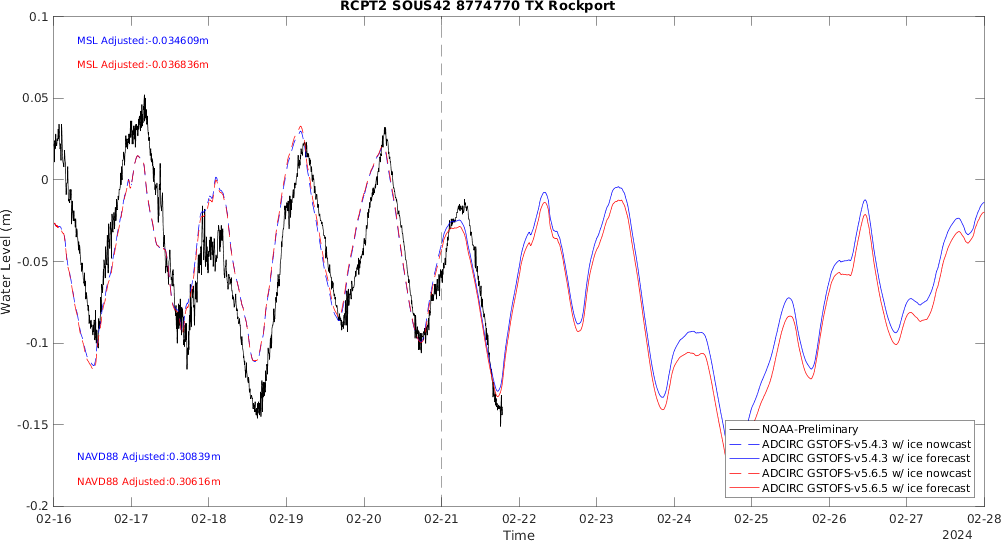 RCPT2 SOUS42 8774770 TX Rockport
MSL Adjusted:-0.034609m
MSL Adjusted:-0.036836m
NAVD88 Adjusted:0.30839m
NAVD88 Adjusted:0.30616m
Water Level (m)
0.1
0.05
0
-0.05
-0.1
-0.15
-0.2
NOAA-Preliminary
ADCIRC GSTOFS-v5.4.3 w/ ice nowcast
ADCIRC GSTOFS-v5.4.3 w/ ice forecast
ADCIRC GSTOFS-v5.6.5 w/ ice nowcast
ADCIRC GSTOFS-v5.6.5 w/ ice forecast
02-16 02-17 02-18 02-19 02-20 02-21 02-22 02-23 02-24 02-25 02-26 02-27 02-28
Time
2024